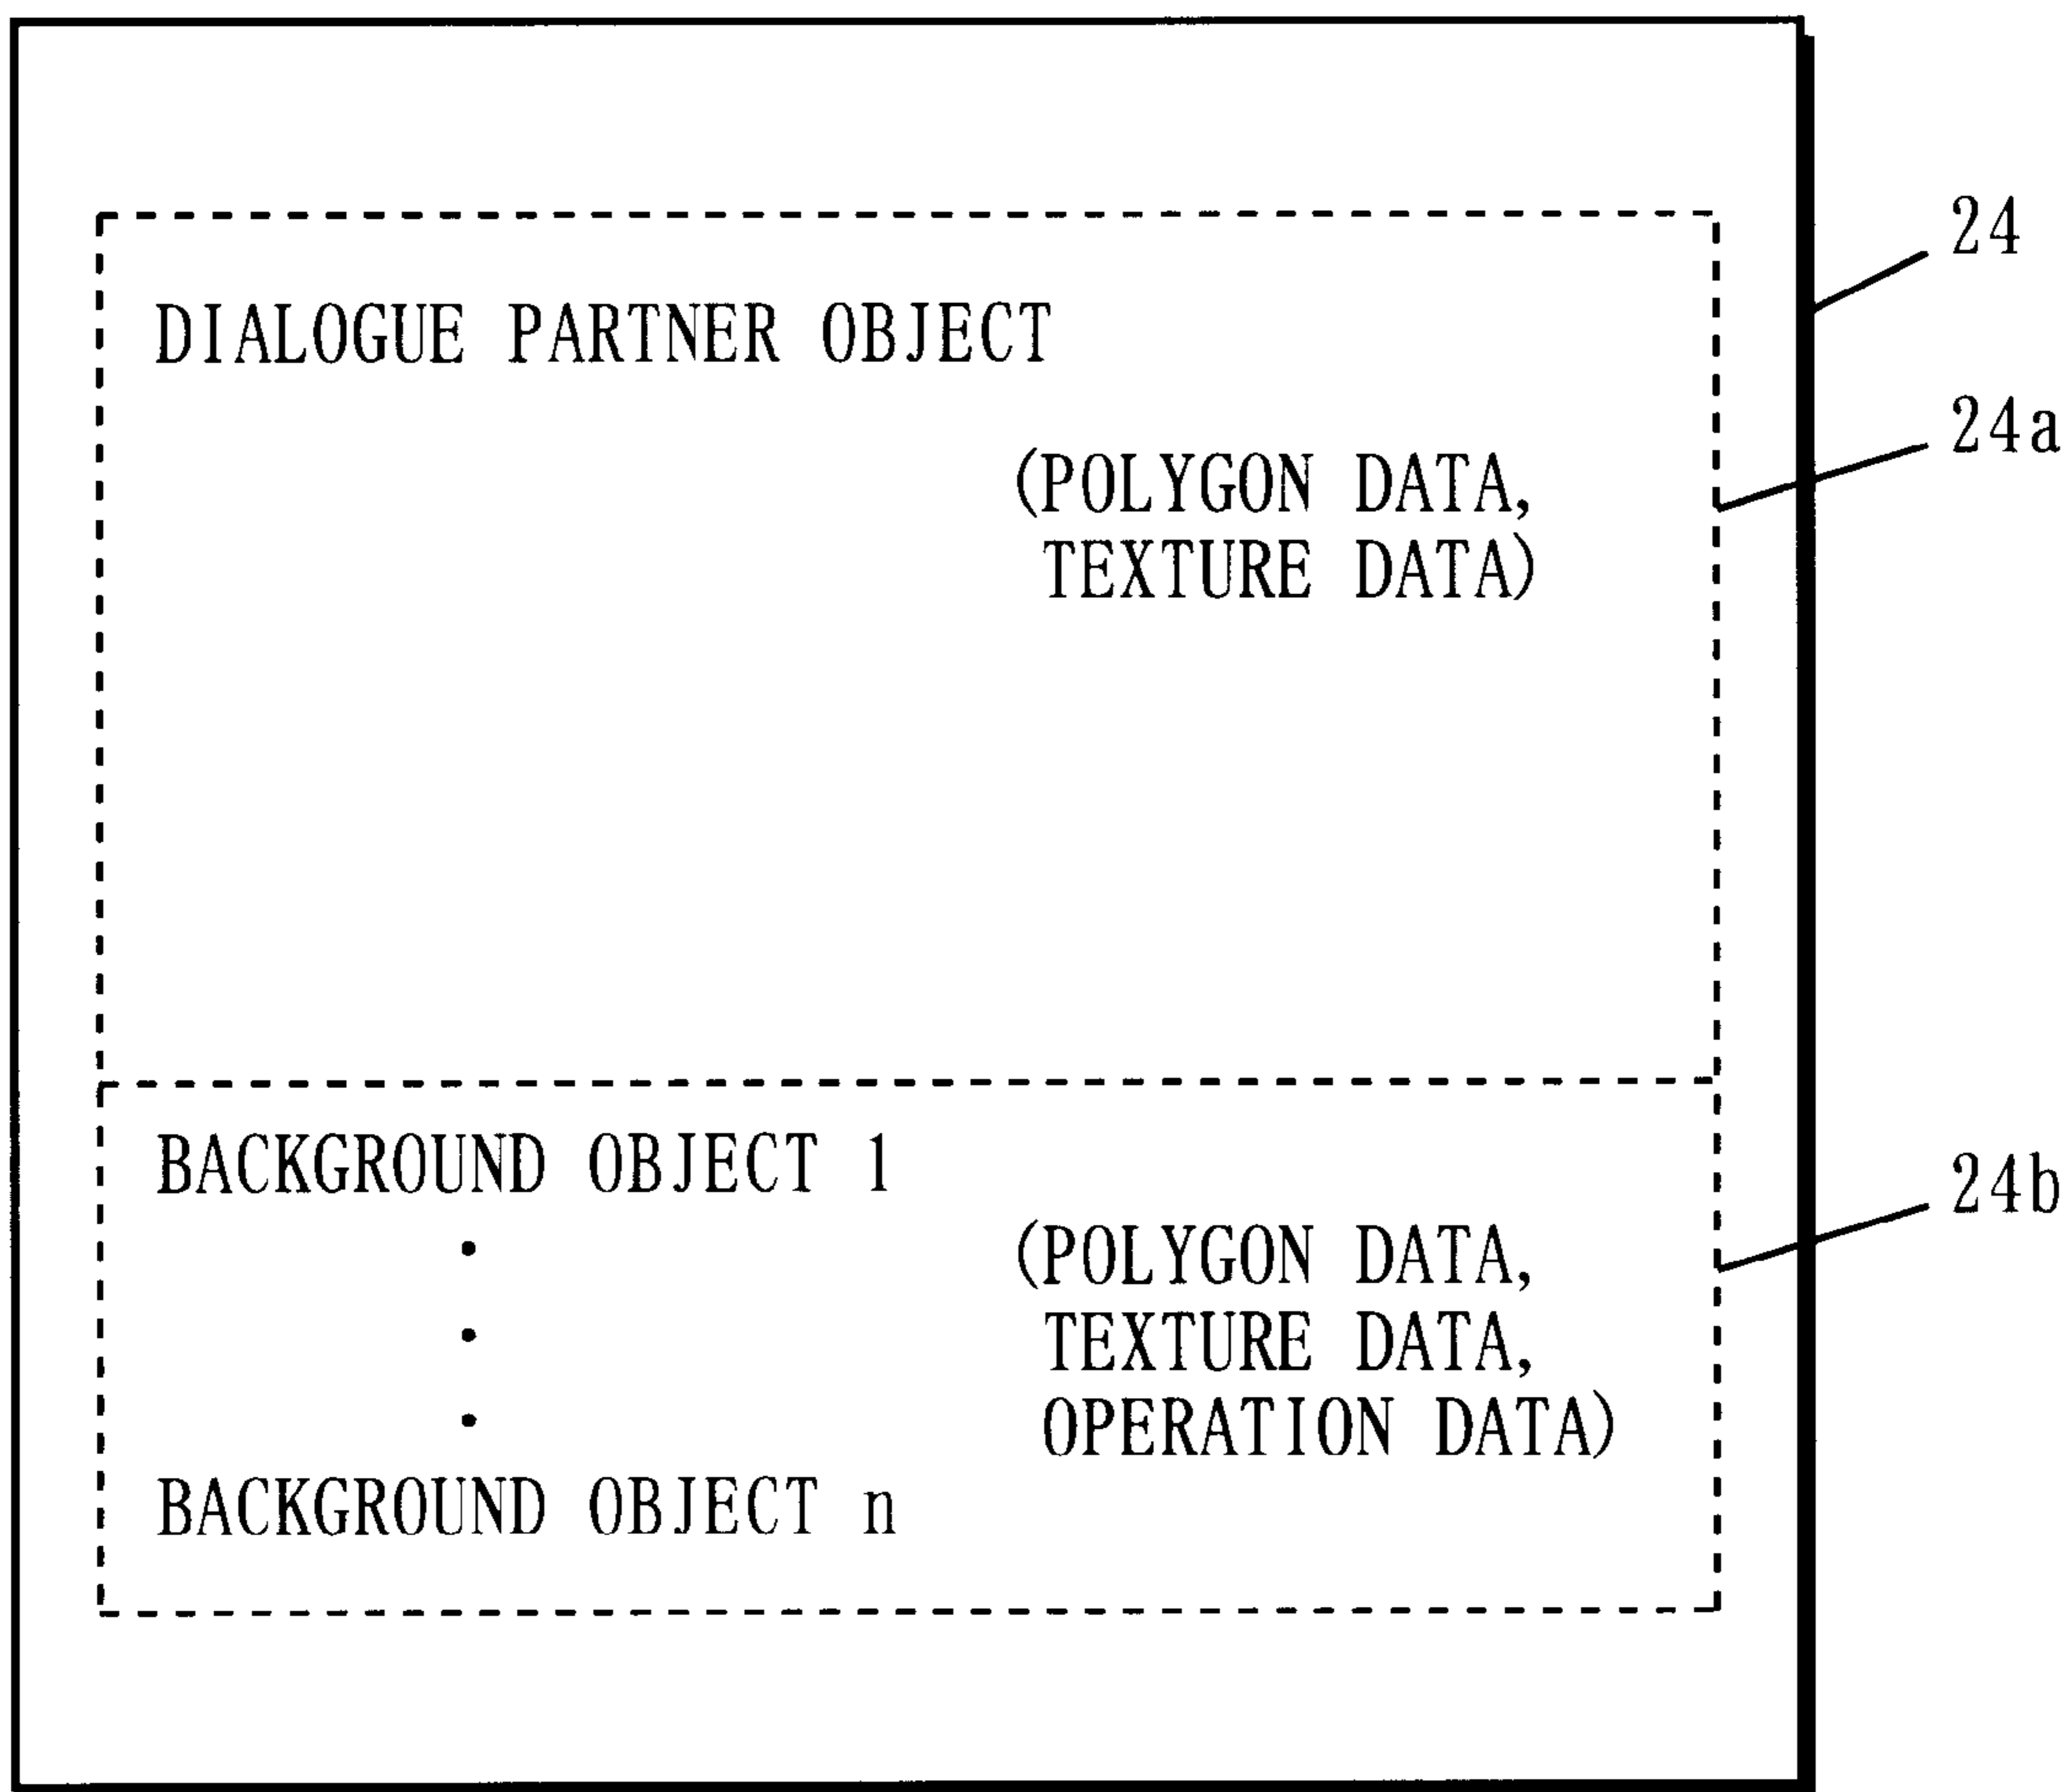 24
DIALOGUE PARTNER OBJECT
24a
(POLYGON DATA,
TEXTURE DATA)
BACKGROUND OBJECT 1
24b
(POLYGON DATA,
TEXTURE DATA,
OPERATION DATA)
BACKGROUND OBJECT n